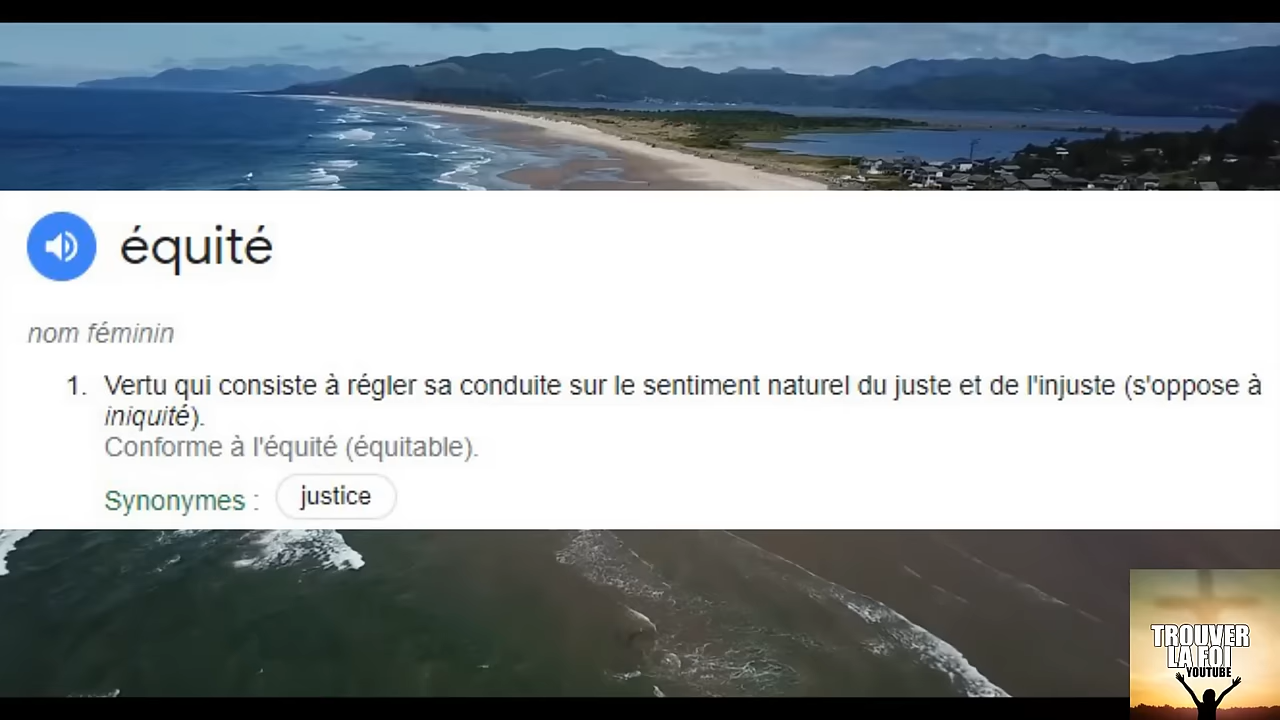 équité
nom féminin
1. Vertu qui consiste à régler sa conduite sur le sentiment naturel du juste et de l'injuste (s'oppose à
iniquité).
Conforme à l'équité (équitable).
Synonymes : justice
TROUVER
LA FOI
YOUTUBE